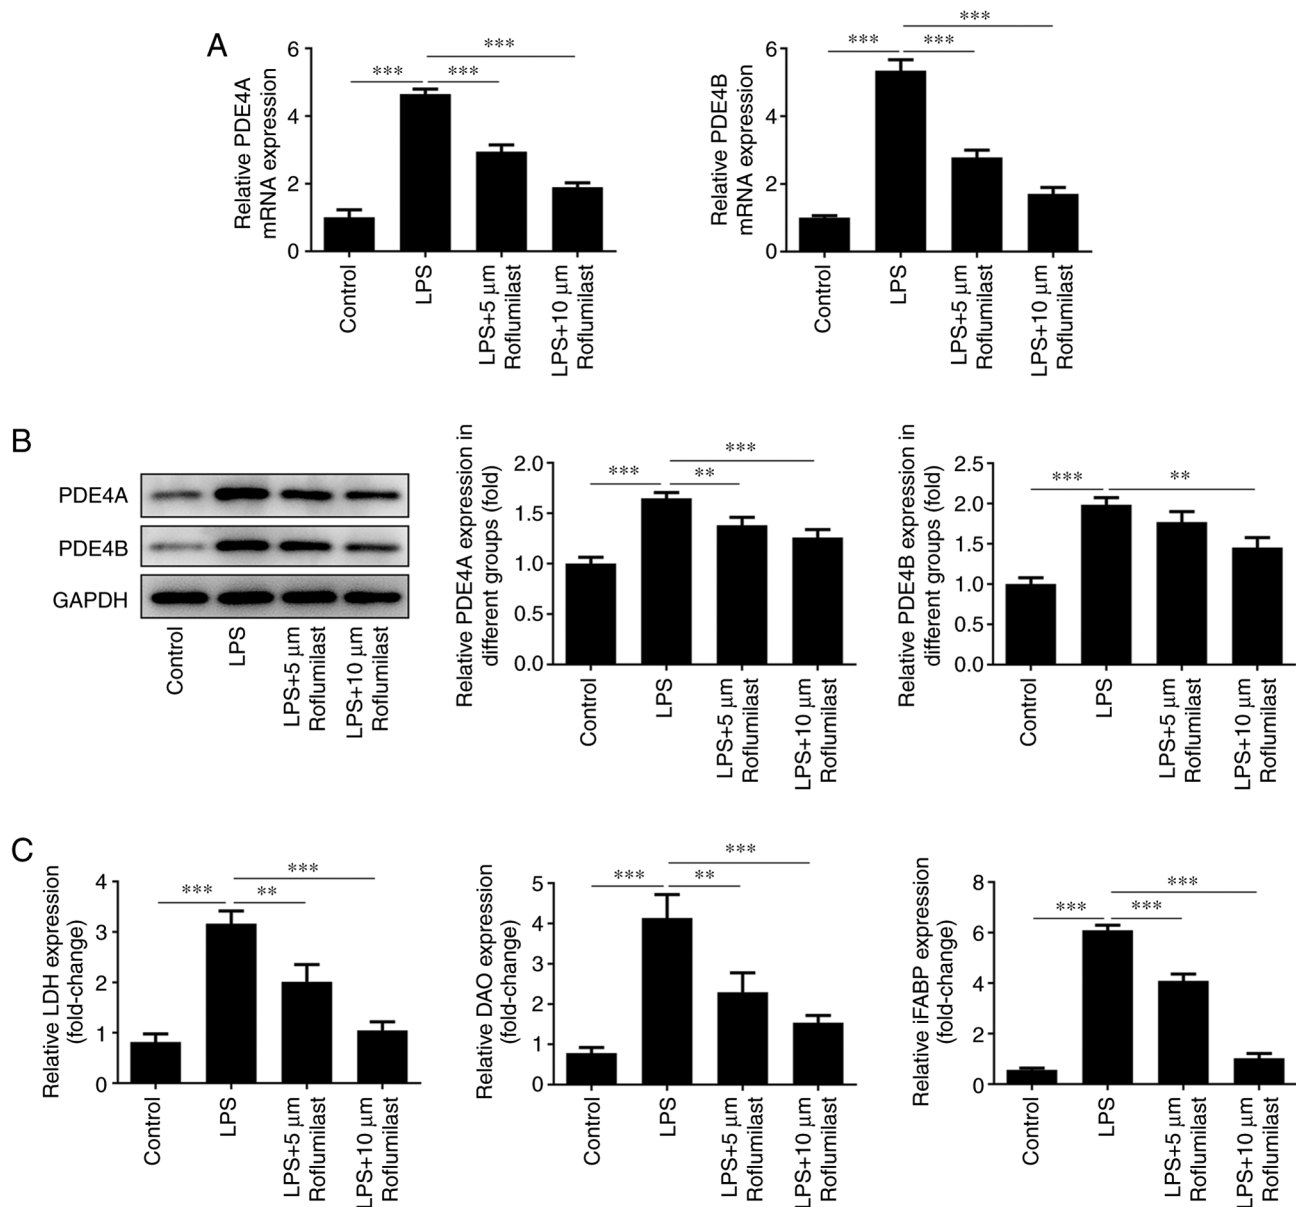 A
Relative PDE4A
mRNA expression
6
4
2
0
***
***
***
Control
LPS
LPS+5 μm
Roflumilast
LPS+10 μm
Roflumilast
Relative PDE4B
mRNA expression
6
4
2
0
***
***
***
Control
LPS
LPS+5 μm
Roflumilast
LPS+10 μm
Roflumilast
B
PDE4A
PDE4B
GAPDH
Control
LPS
LPS+5 μm
Roflumilast
LPS+10 μm
Roflumilast
Relative PDE4A expression in
different groups (fold)
2.0
1.5
1.0
0.5
0.0
***
**
***
Control
LPS
LPS+5 μm
Roflumilast
LPS+10 μm
Roflumilast
Relative PDE4B expression in
different groups (fold)
2.5
2.0
1.5
1.0
0.5
0.0
***
**
Control
LPS
LPS+5 μm
Roflumilast
LPS+10 μm
Roflumilast
C
Relative LDH expression
(fold-change)
4
3
2
1
0
***
**
***
Control
LPS
LPS+5 μm
Roflumilast
LPS+10 μm
Roflumilast
Relative DAO expression
(fold-change)
5
4
3
2
1
0
***
**
***
Control
LPS
LPS+5 μm
Roflumilast
LPS+10 μm
Roflumilast
Relative iFABP expression
(fold-change)
8
6
4
2
0
***
***
***
Control
LPS
LPS+5 μm
Roflumilast
LPS+10 μm
Roflumilast